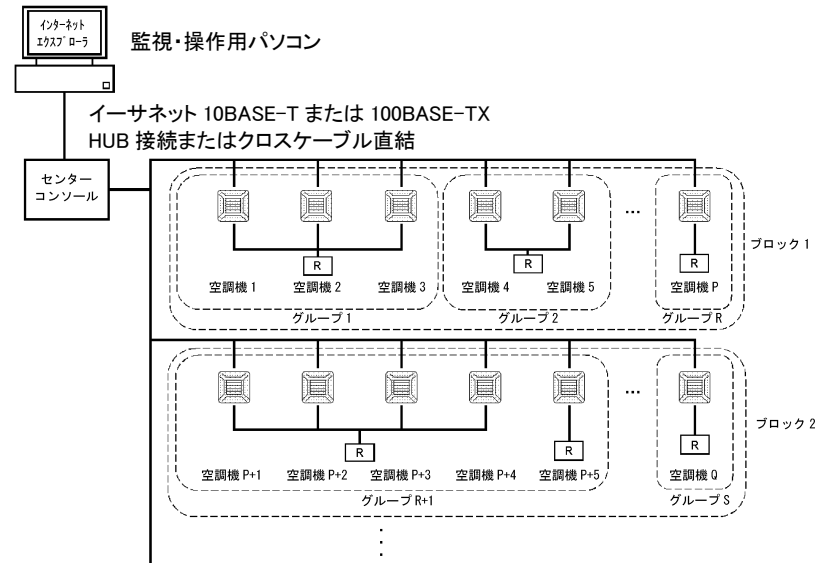 インターネット
エクスプローラ
監視・操作用パソコン
イーサネット 10BASE-T または 100BASE-TX
HUB 接続またはクロスケーブル直結
センター
コンソール
...
ブロック 1
R
R
R
空調機 1
空調機 2
空調機 3
空調機 4
空調機 5
空調機 P
グループ 1
グループ 2
グループ R
...
ブロック 2
R
R
R
空調機 P+1
空調機 P+2
空調機 P+3
空調機 P+4
空調機 P+5
空調機 Q
グループ R+1
グループ S